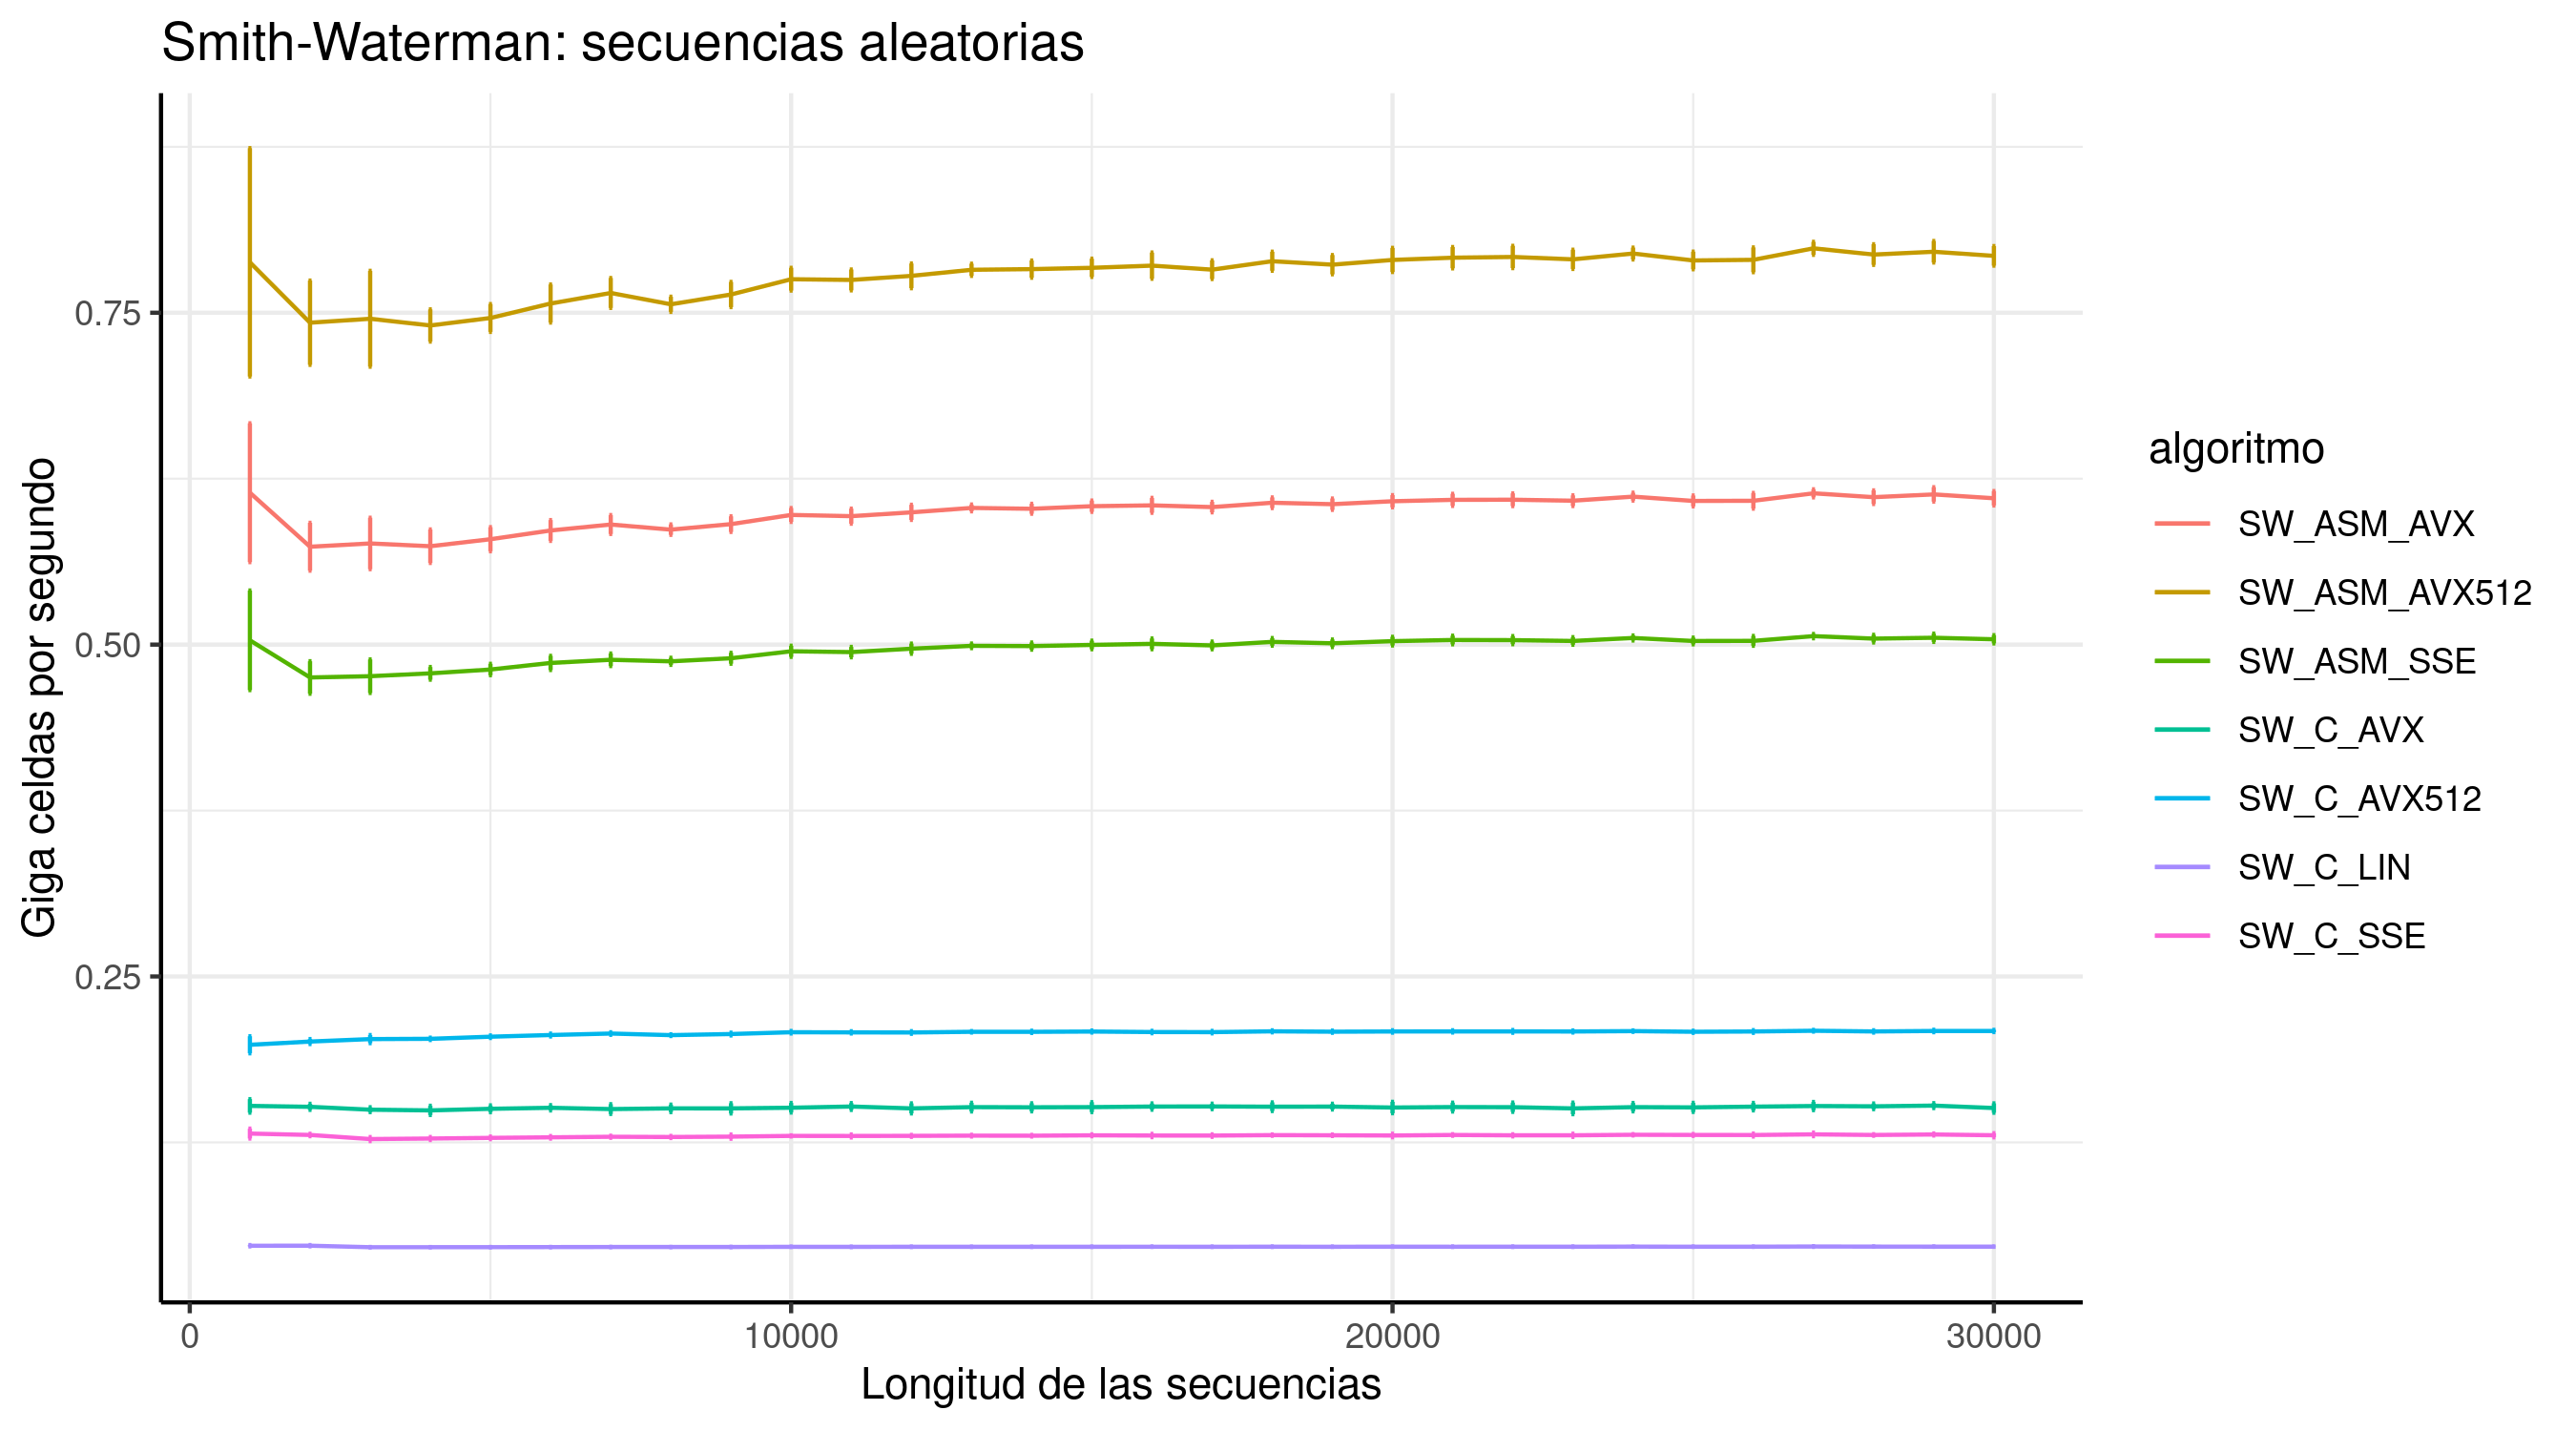 Smith-Waterman: secuencias aleatorias
Giga celdas por segundo
0.75
0.50
0.25
0
10000
20000
30000
Longitud de las secuencias
algoritmo
SW_ASM_AVX
SW_ASM_AVX512
SW_ASM_SSE
SW_C_AVX
SW_C_AVX512
SW_C_LIN
SW_C_SSE